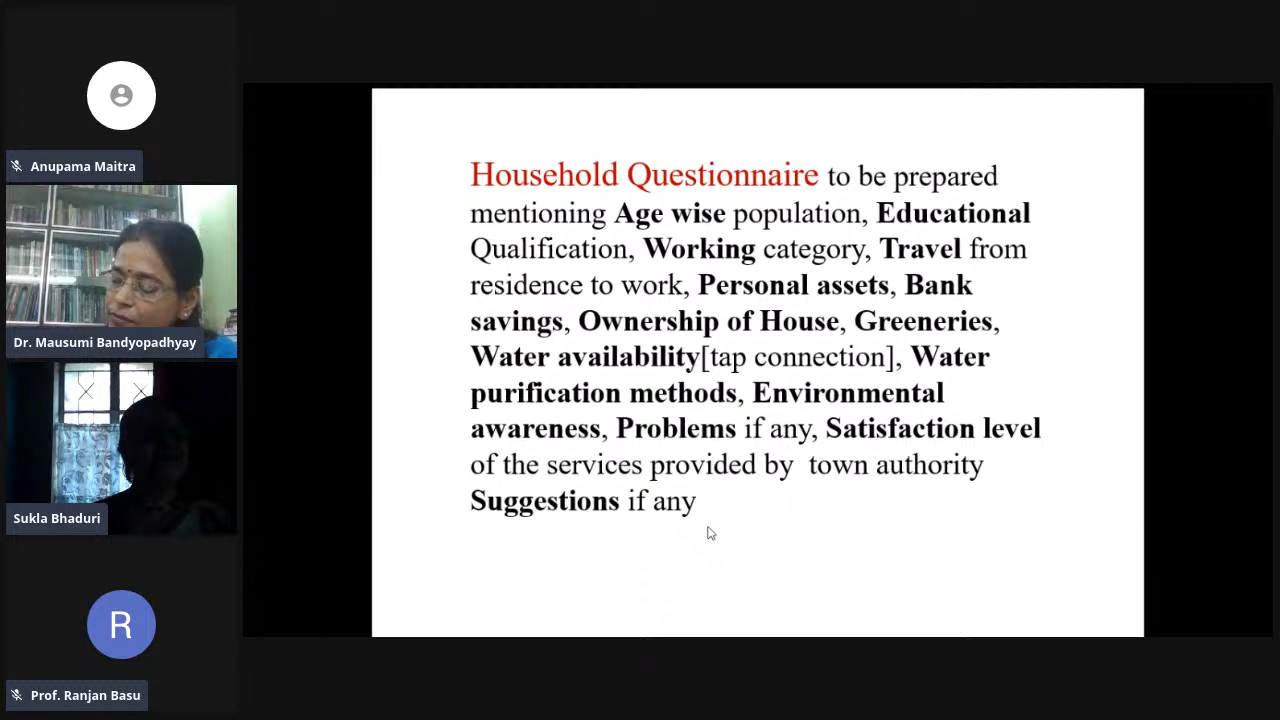 Anupama Maitra
Dr. Mausumi Bandyopadhyay
Sukla Bhaduri
R
Prof. Ranjan Basu
Household Questionnaire to be prepared
mentioning Age wise population, Educational
Qualification, Working category, Travel from
residence to work, Personal assets, Bank
savings, Ownership of House, Greeneries,
Water availability[tap connection], Water
purification methods, Environmental
awareness, Problems if any, Satisfaction level
of the services provided by  town authority
Suggestions if any